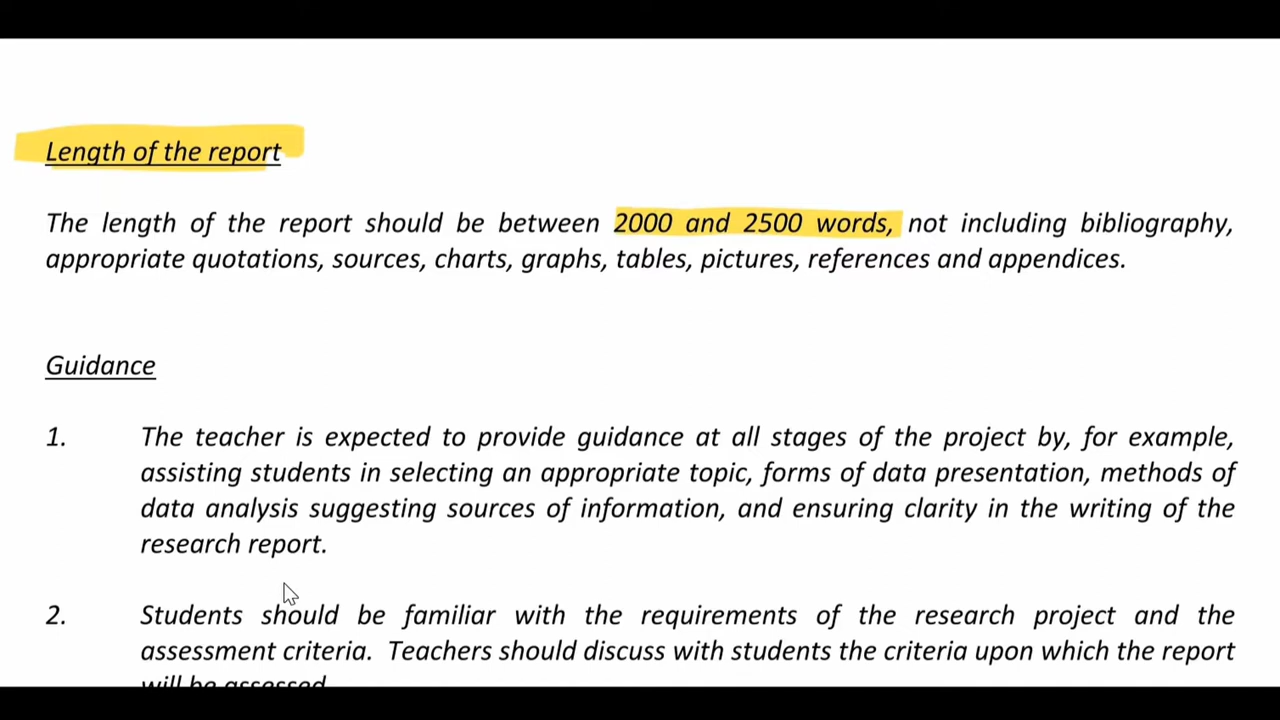 Length of the report
The length of the report should be between 2000 and 2500 words, not including bibliography,
appropriate quotations, sources, charts, graphs, tables, pictures, references and appendices.
Guidance
1. The teacher is expected to provide guidance at all stages of the project by, for example,
assisting students in selecting an appropriate topic, forms of data presentation, methods of
data analysis suggesting sources of information, and ensuring clarity in the writing of the
research report.
2. Students should be familiar with the requirements of the research project and the
assessment criteria. Teachers should discuss with students the criteria upon which the report
will be assessed.